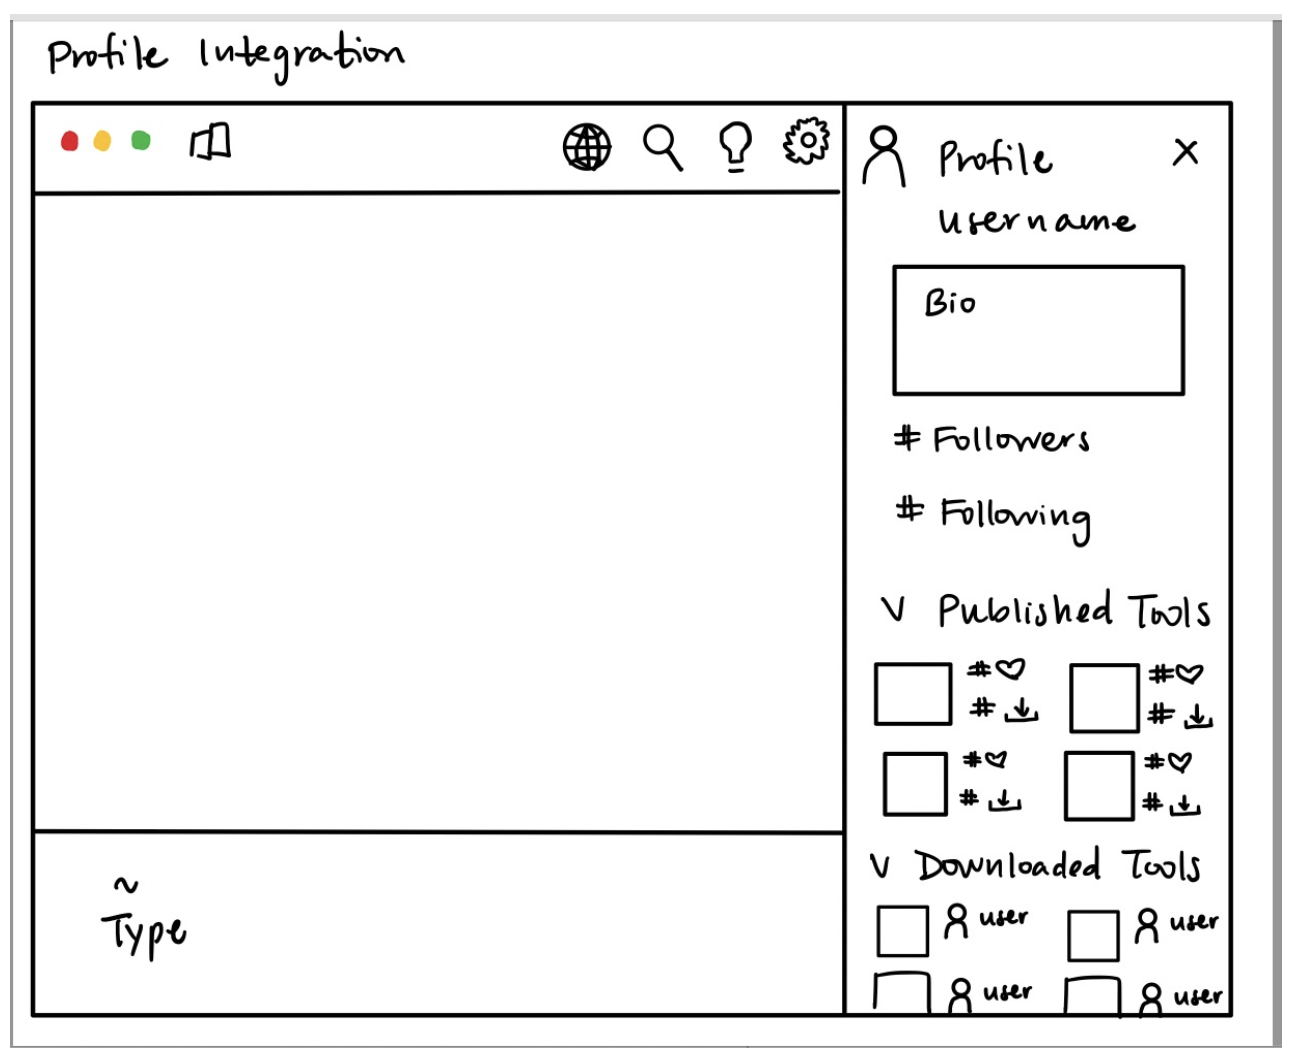 Profile Integration
Profile
username
Bio
# Followers
# Following
V Published Tools
# #
# #
# #
# #
V Downloaded Tools
user user
user user
~
Type